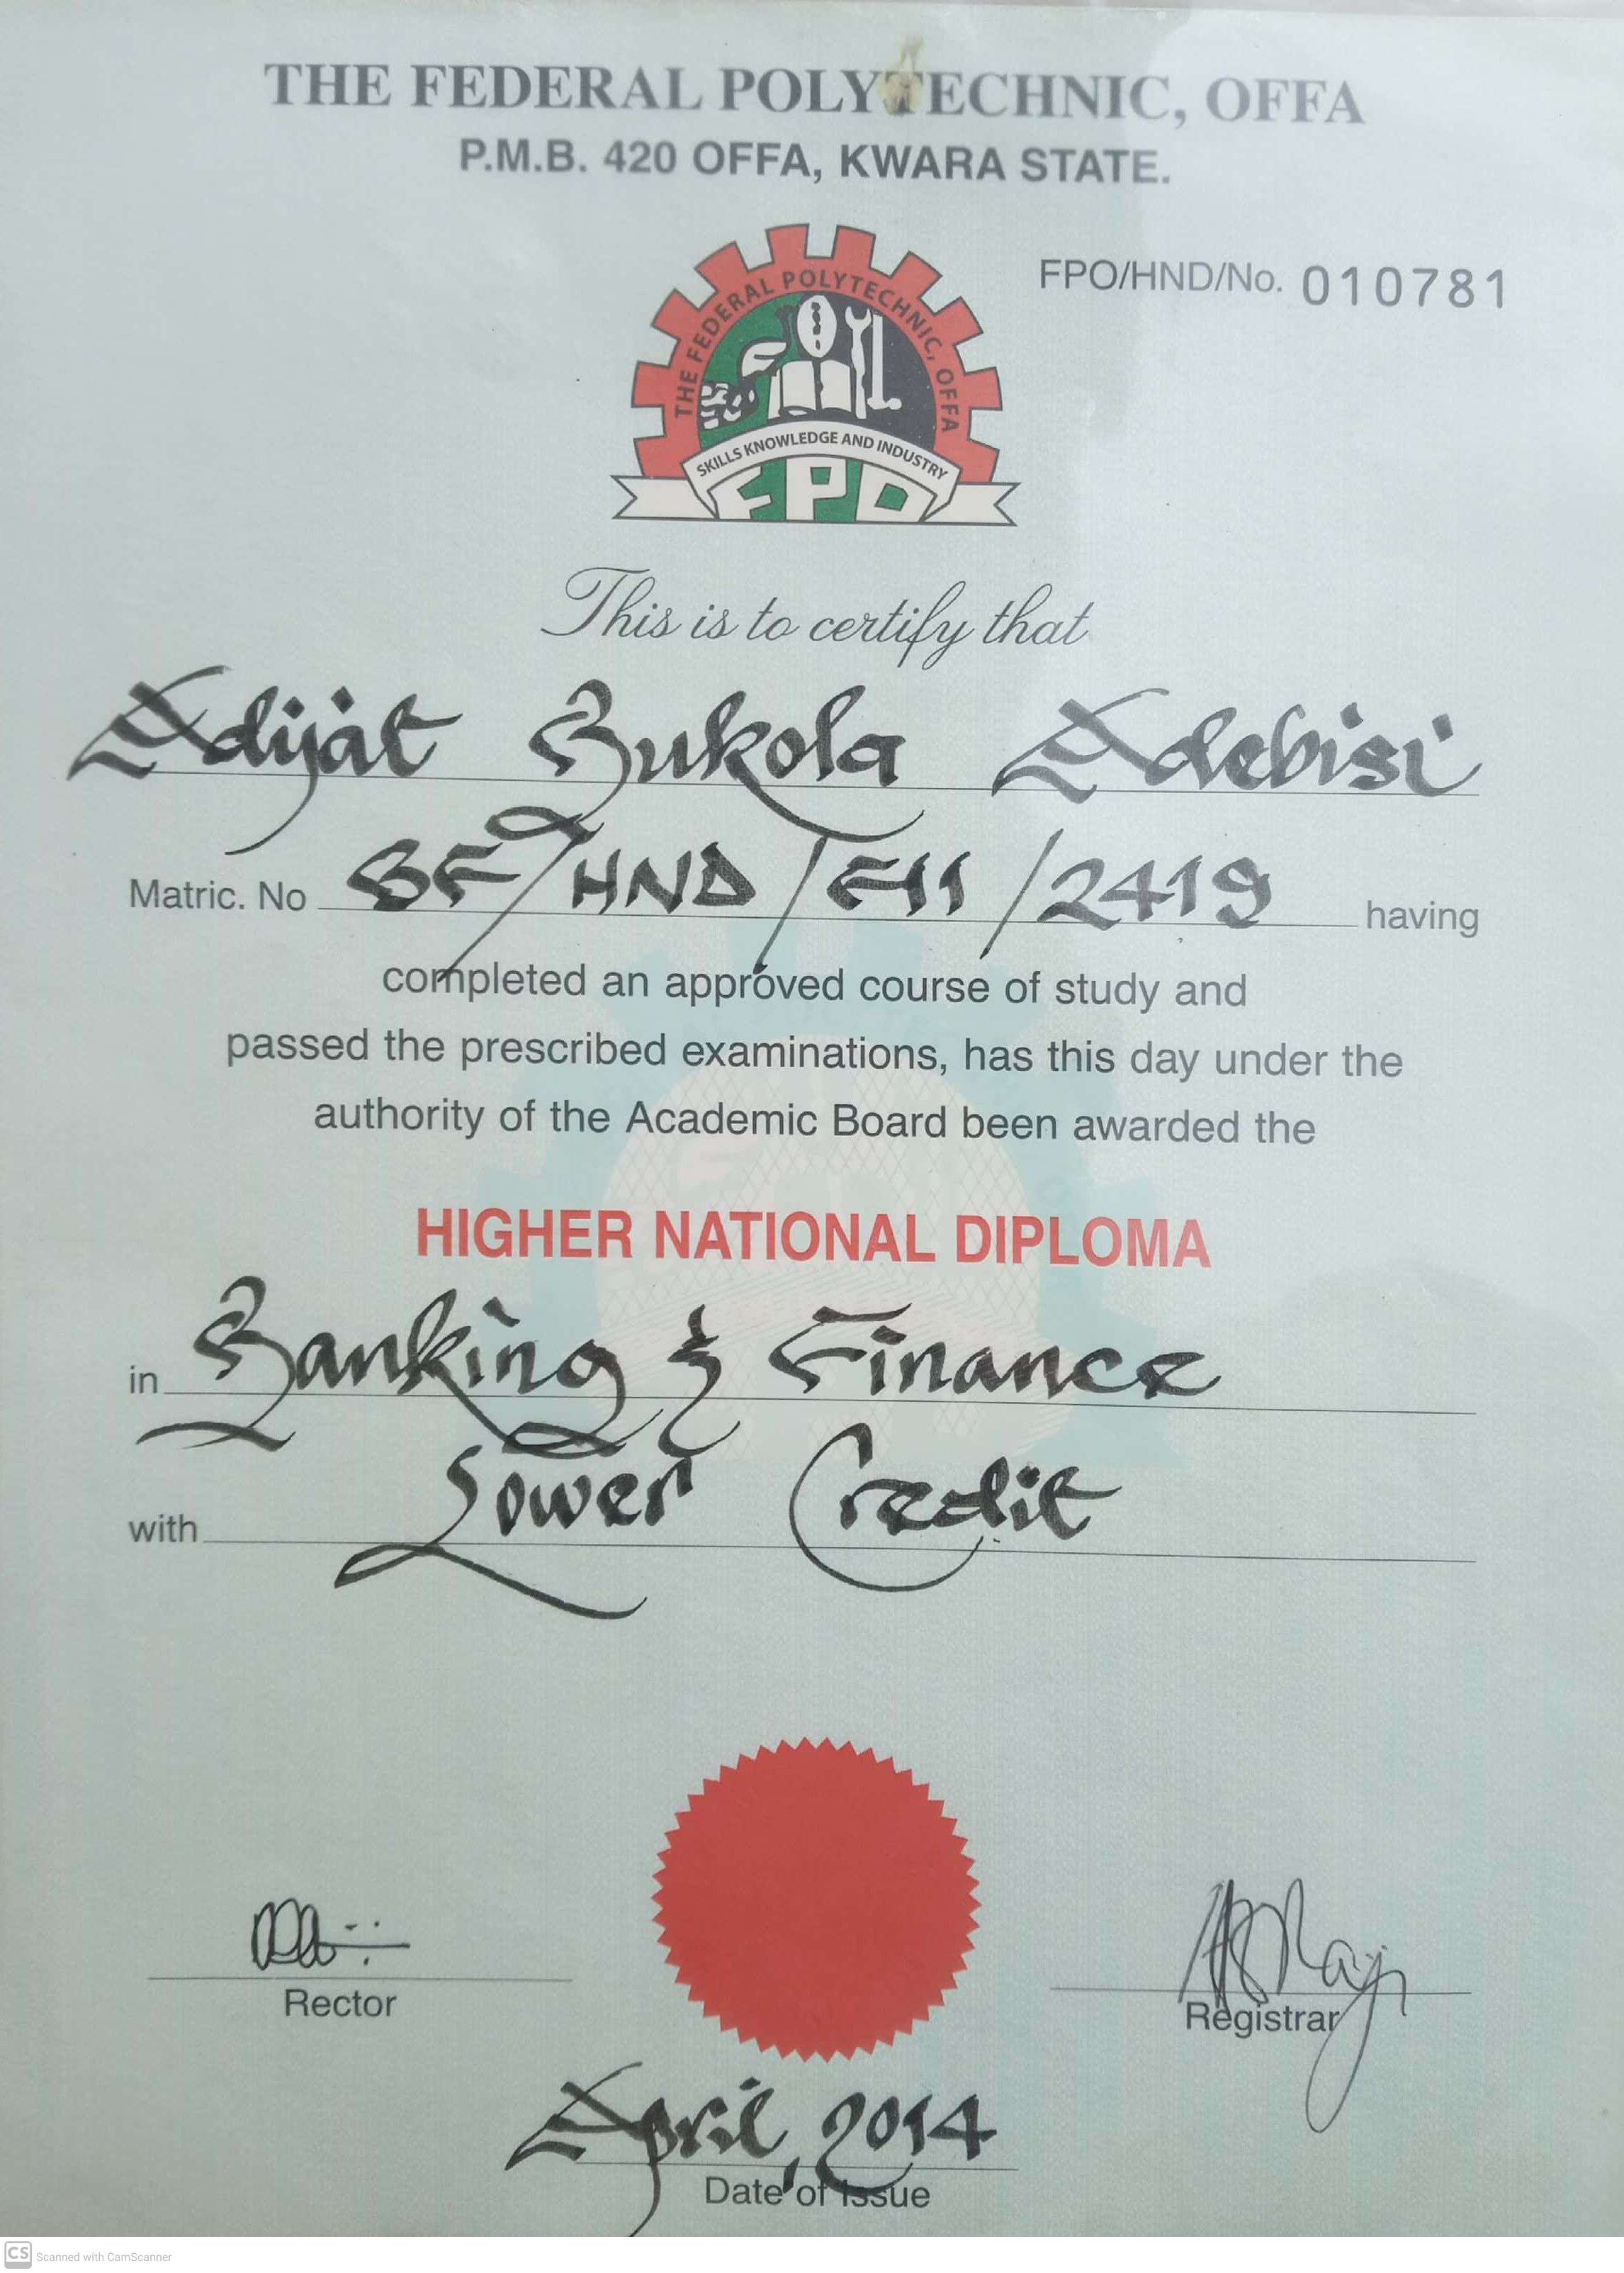 THE FEDERAL POLYTECHNIC, OFFA
P.M.B. 420 OFFA, KWARA STATE.
FPO/HND/No. 010781
THE FEDERAL POLYTECHNIC, OFFA
SKILLS KNOWLEDGE AND INDUSTRY
FPO
This is to certify that
Adijat Bukola Adebisi
Matric. No BF/HND/F11/2419 having
completed an approved course of study and
passed the prescribed examinations, has this day under the
authority of the Academic Board been awarded the
HIGHER NATIONAL DIPLOMA
in Banking & Finance
with Lower Credit
Rector
Registrar
April, 2014
Date of Issue
CS Scanned with CamScanner